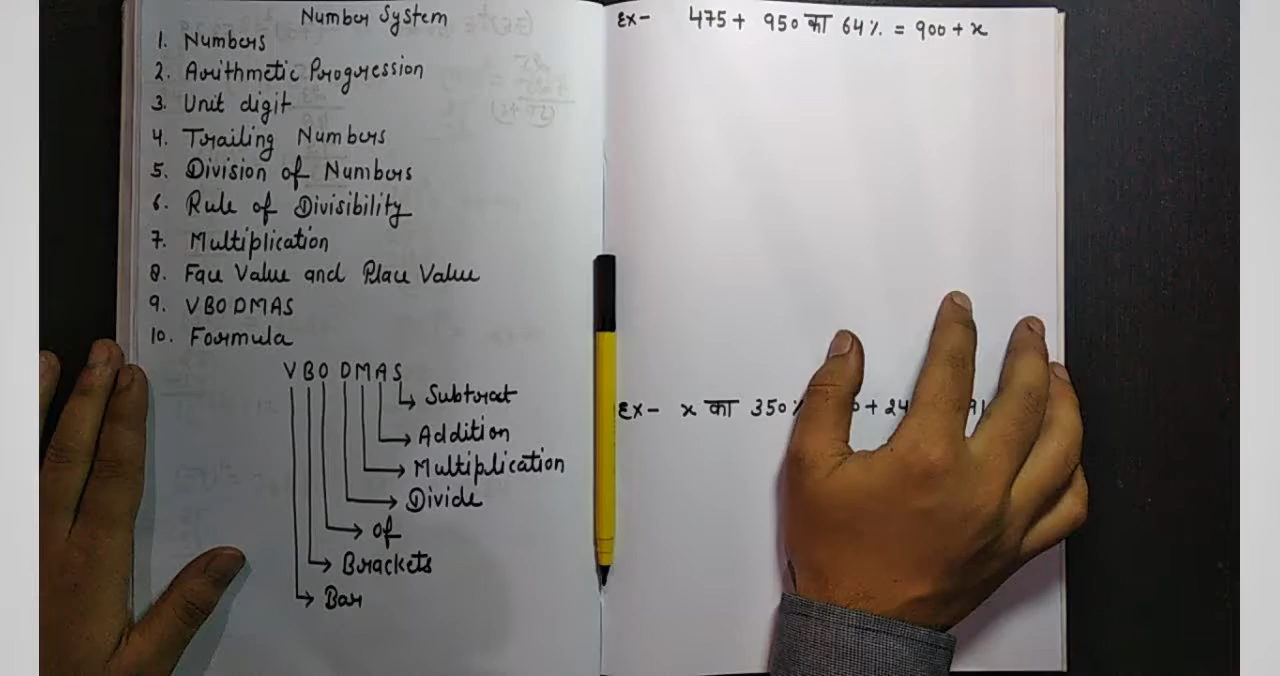 Number System
1. Numbers
2. Arithmetic Progression
3. Unit digit
4. Trailing Numbers
5. Division of Numbers
6. Rule of Divisibility
7. Multiplication
8. Face Value and Place Value
9. VBODMAS
10. Formula
VBODMAS
Subtract
Addition
Multiplication
Divide
Of
Brackets
Bar
Ex- 475 + 950 का 64% = 900 + x
Ex- x का 350% + 24